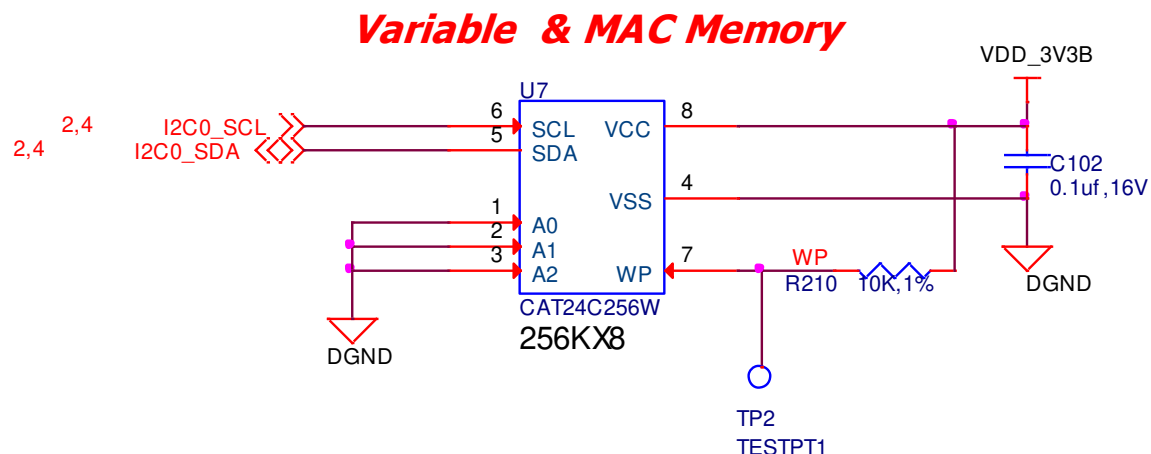 Variable & MAC Memory
VDD_3V3B
U7
2,4
I2C0_SCL
6
SCL
VCC
8
2,4
I2C0_SDA
5
SDA
C102
0.1uf,16V
VSS
4
1
A0
2
A1
3
A2
WP
7
WP
R210
10K,1%
DGND
CAT24C256W
256KX8
DGND
TP2
TESTPT1